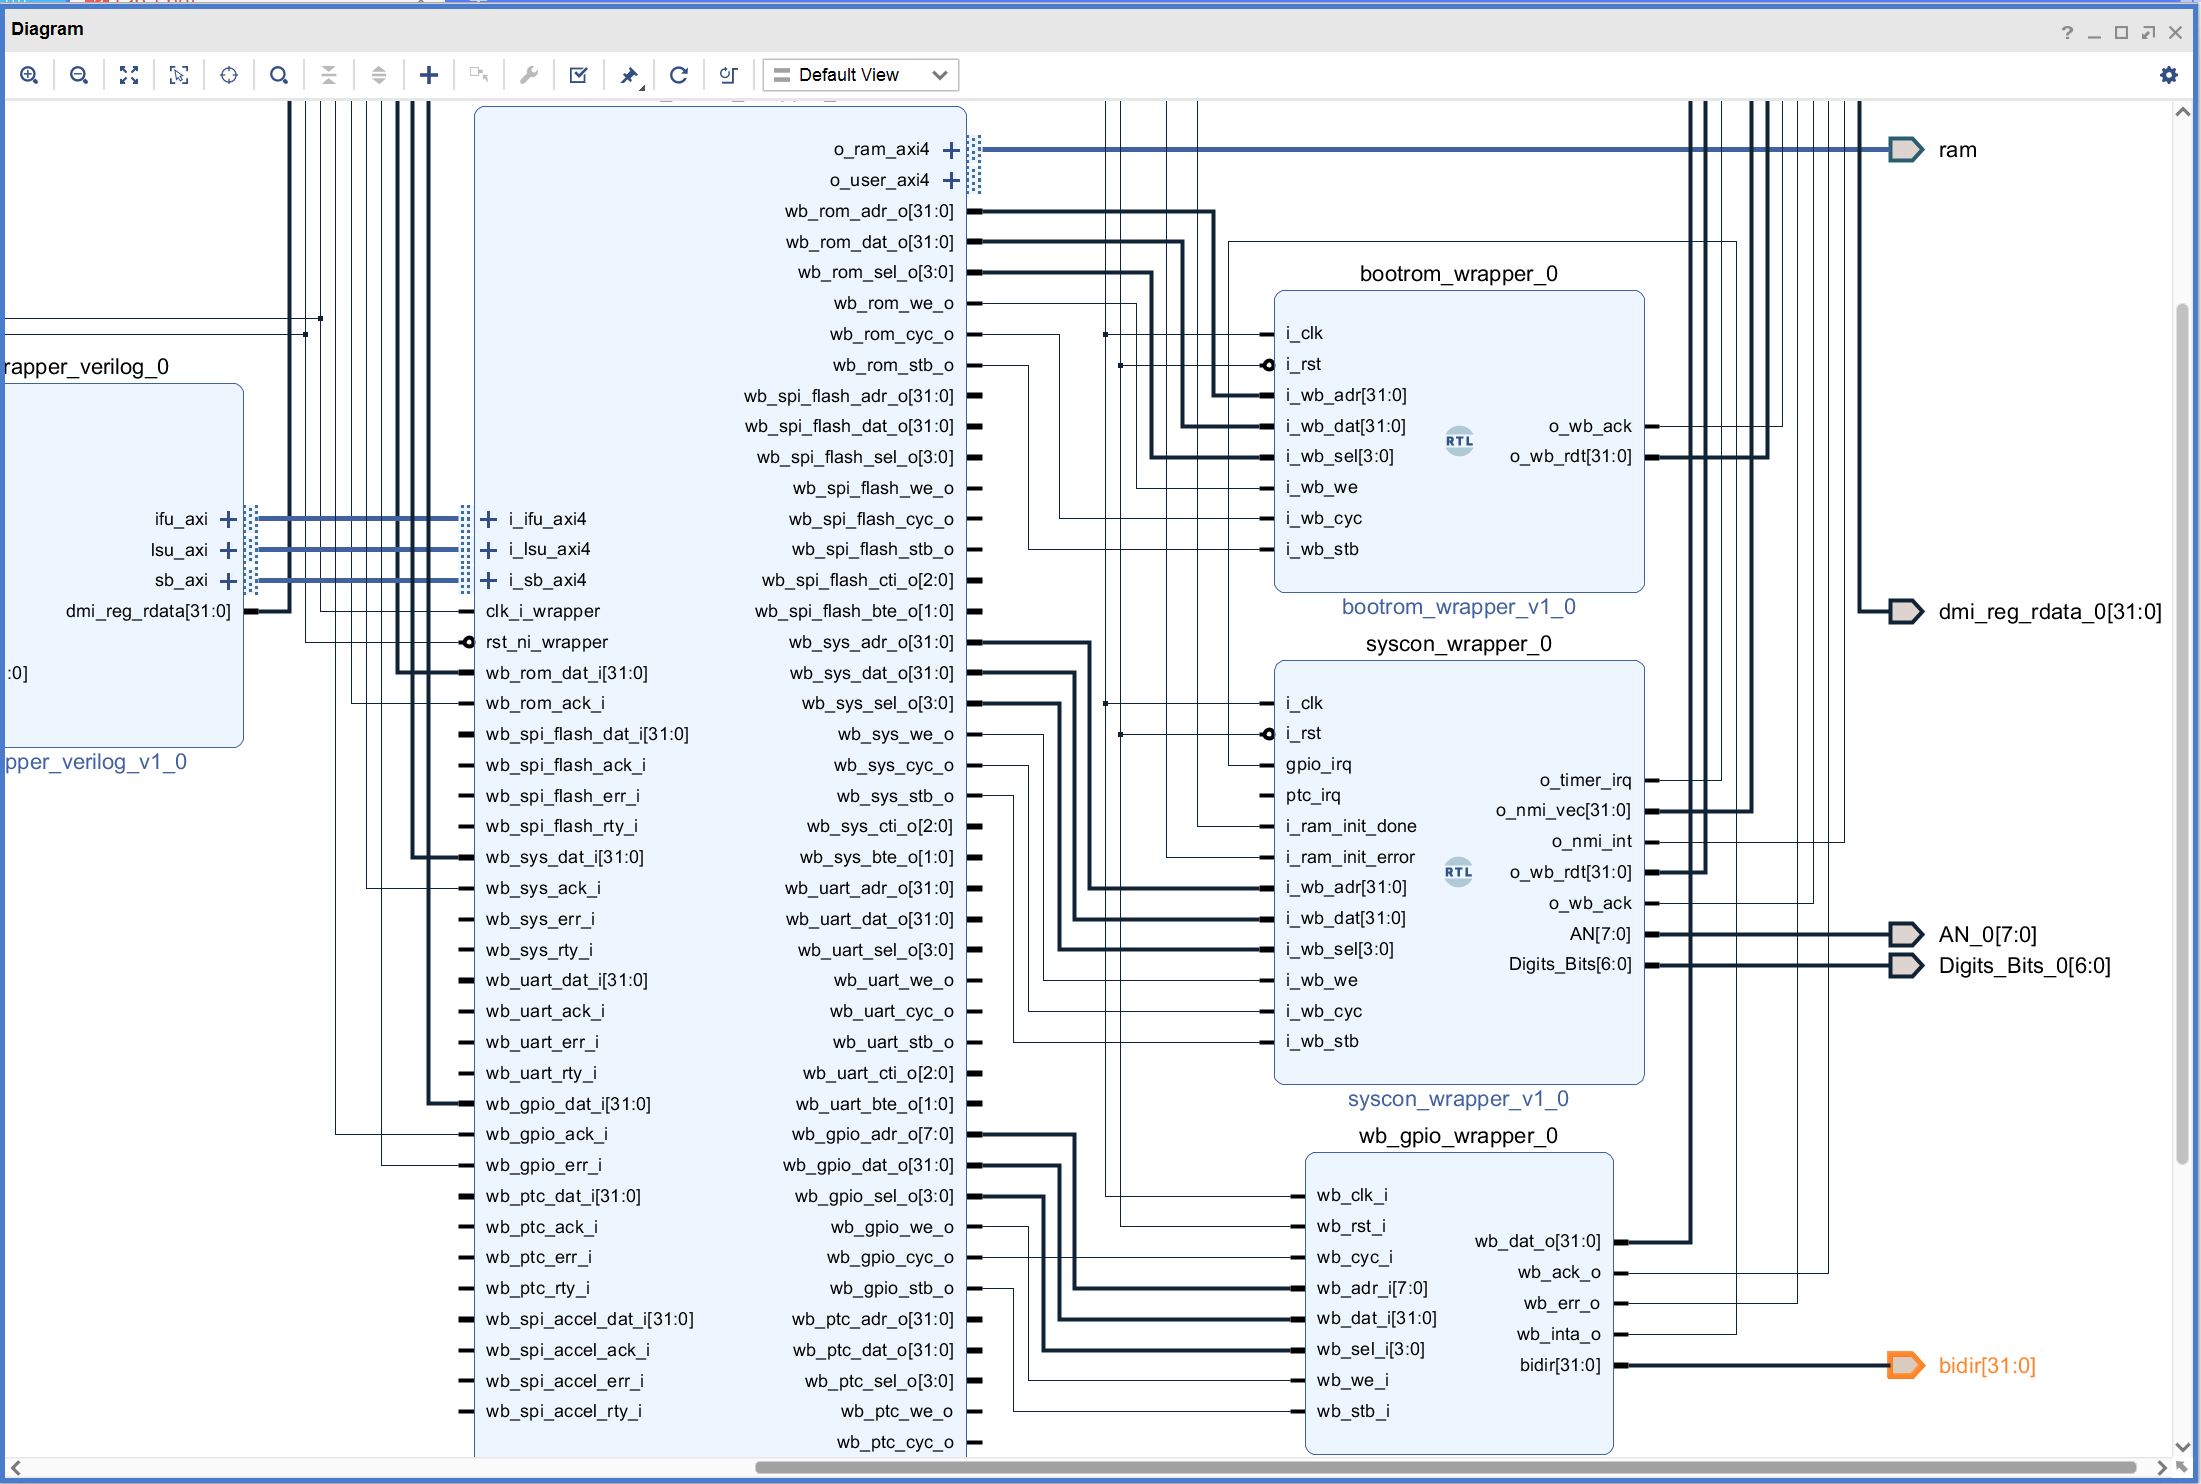 Diagram
Default View
rapper_verilog_0
ifu_axi
lsu_axi
sb_axi
dmi_reg_rdata[31:0]
:0]
pper_verilog_v1_0
i_ifu_axi4
i_lsu_axi4
i_sb_axi4
clk_i_wrapper
rst_ni_wrapper
wb_rom_dat_i[31:0]
wb_rom_ack_i
wb_spi_flash_dat_i[31:0]
wb_spi_flash_ack_i
wb_spi_flash_err_i
wb_spi_flash_rty_i
wb_sys_dat_i[31:0]
wb_sys_ack_i
wb_sys_err_i
wb_sys_rty_i
wb_uart_dat_i[31:0]
wb_uart_ack_i
wb_uart_err_i
wb_uart_rty_i
wb_gpio_dat_i[31:0]
wb_gpio_ack_i
wb_gpio_err_i
wb_ptc_dat_i[31:0]
wb_ptc_ack_i
wb_ptc_err_i
wb_ptc_rty_i
wb_spi_accel_dat_i[31:0]
wb_spi_accel_ack_i
wb_spi_accel_err_i
wb_spi_accel_rty_i
o_ram_axi4
o_user_axi4
wb_rom_adr_o[31:0]
wb_rom_dat_o[31:0]
wb_rom_sel_o[3:0]
wb_rom_we_o
wb_rom_cyc_o
wb_rom_stb_o
wb_spi_flash_adr_o[31:0]
wb_spi_flash_dat_o[31:0]
wb_spi_flash_sel_o[3:0]
wb_spi_flash_we_o
wb_spi_flash_cyc_o
wb_spi_flash_stb_o
wb_spi_flash_cti_o[2:0]
wb_spi_flash_bte_o[1:0]
wb_sys_adr_o[31:0]
wb_sys_dat_o[31:0]
wb_sys_sel_o[3:0]
wb_sys_we_o
wb_sys_cyc_o
wb_sys_stb_o
wb_sys_cti_o[2:0]
wb_sys_bte_o[1:0]
wb_uart_adr_o[31:0]
wb_uart_dat_o[31:0]
wb_uart_sel_o[3:0]
wb_uart_we_o
wb_uart_cyc_o
wb_uart_stb_o
wb_uart_cti_o[2:0]
wb_uart_bte_o[1:0]
wb_gpio_adr_o[7:0]
wb_gpio_dat_o[31:0]
wb_gpio_sel_o[3:0]
wb_gpio_we_o
wb_gpio_cyc_o
wb_gpio_stb_o
wb_ptc_adr_o[31:0]
wb_ptc_dat_o[31:0]
wb_ptc_sel_o[3:0]
wb_ptc_we_o
wb_ptc_cyc_o
bootrom_wrapper_0
i_clk
i_rst
i_wb_adr[31:0]
i_wb_dat[31:0]
i_wb_sel[3:0]
i_wb_we
i_wb_cyc
i_wb_stb
RTL
o_wb_ack
o_wb_rdt[31:0]
bootrom_wrapper_v1_0
syscon_wrapper_0
i_clk
i_rst
gpio_irq
ptc_irq
i_ram_init_done
i_ram_init_error
i_wb_adr[31:0]
i_wb_dat[31:0]
i_wb_sel[3:0]
i_wb_we
i_wb_cyc
i_wb_stb
RTL
o_timer_irq
o_nmi_vec[31:0]
o_nmi_int
o_wb_rdt[31:0]
o_wb_ack
AN[7:0]
Digits_Bits[6:0]
syscon_wrapper_v1_0
wb_gpio_wrapper_0
wb_clk_i
wb_rst_i
wb_cyc_i
wb_adr_i[7:0]
wb_dat_i[31:0]
wb_sel_i[3:0]
wb_we_i
wb_stb_i
wb_dat_o[31:0]
wb_ack_o
wb_err_o
wb_inta_o
bidir[31:0]
ram
dmi_reg_rdata_0[31:0]
AN_0[7:0]
Digits_Bits_0[6:0]
bidir[31:0]